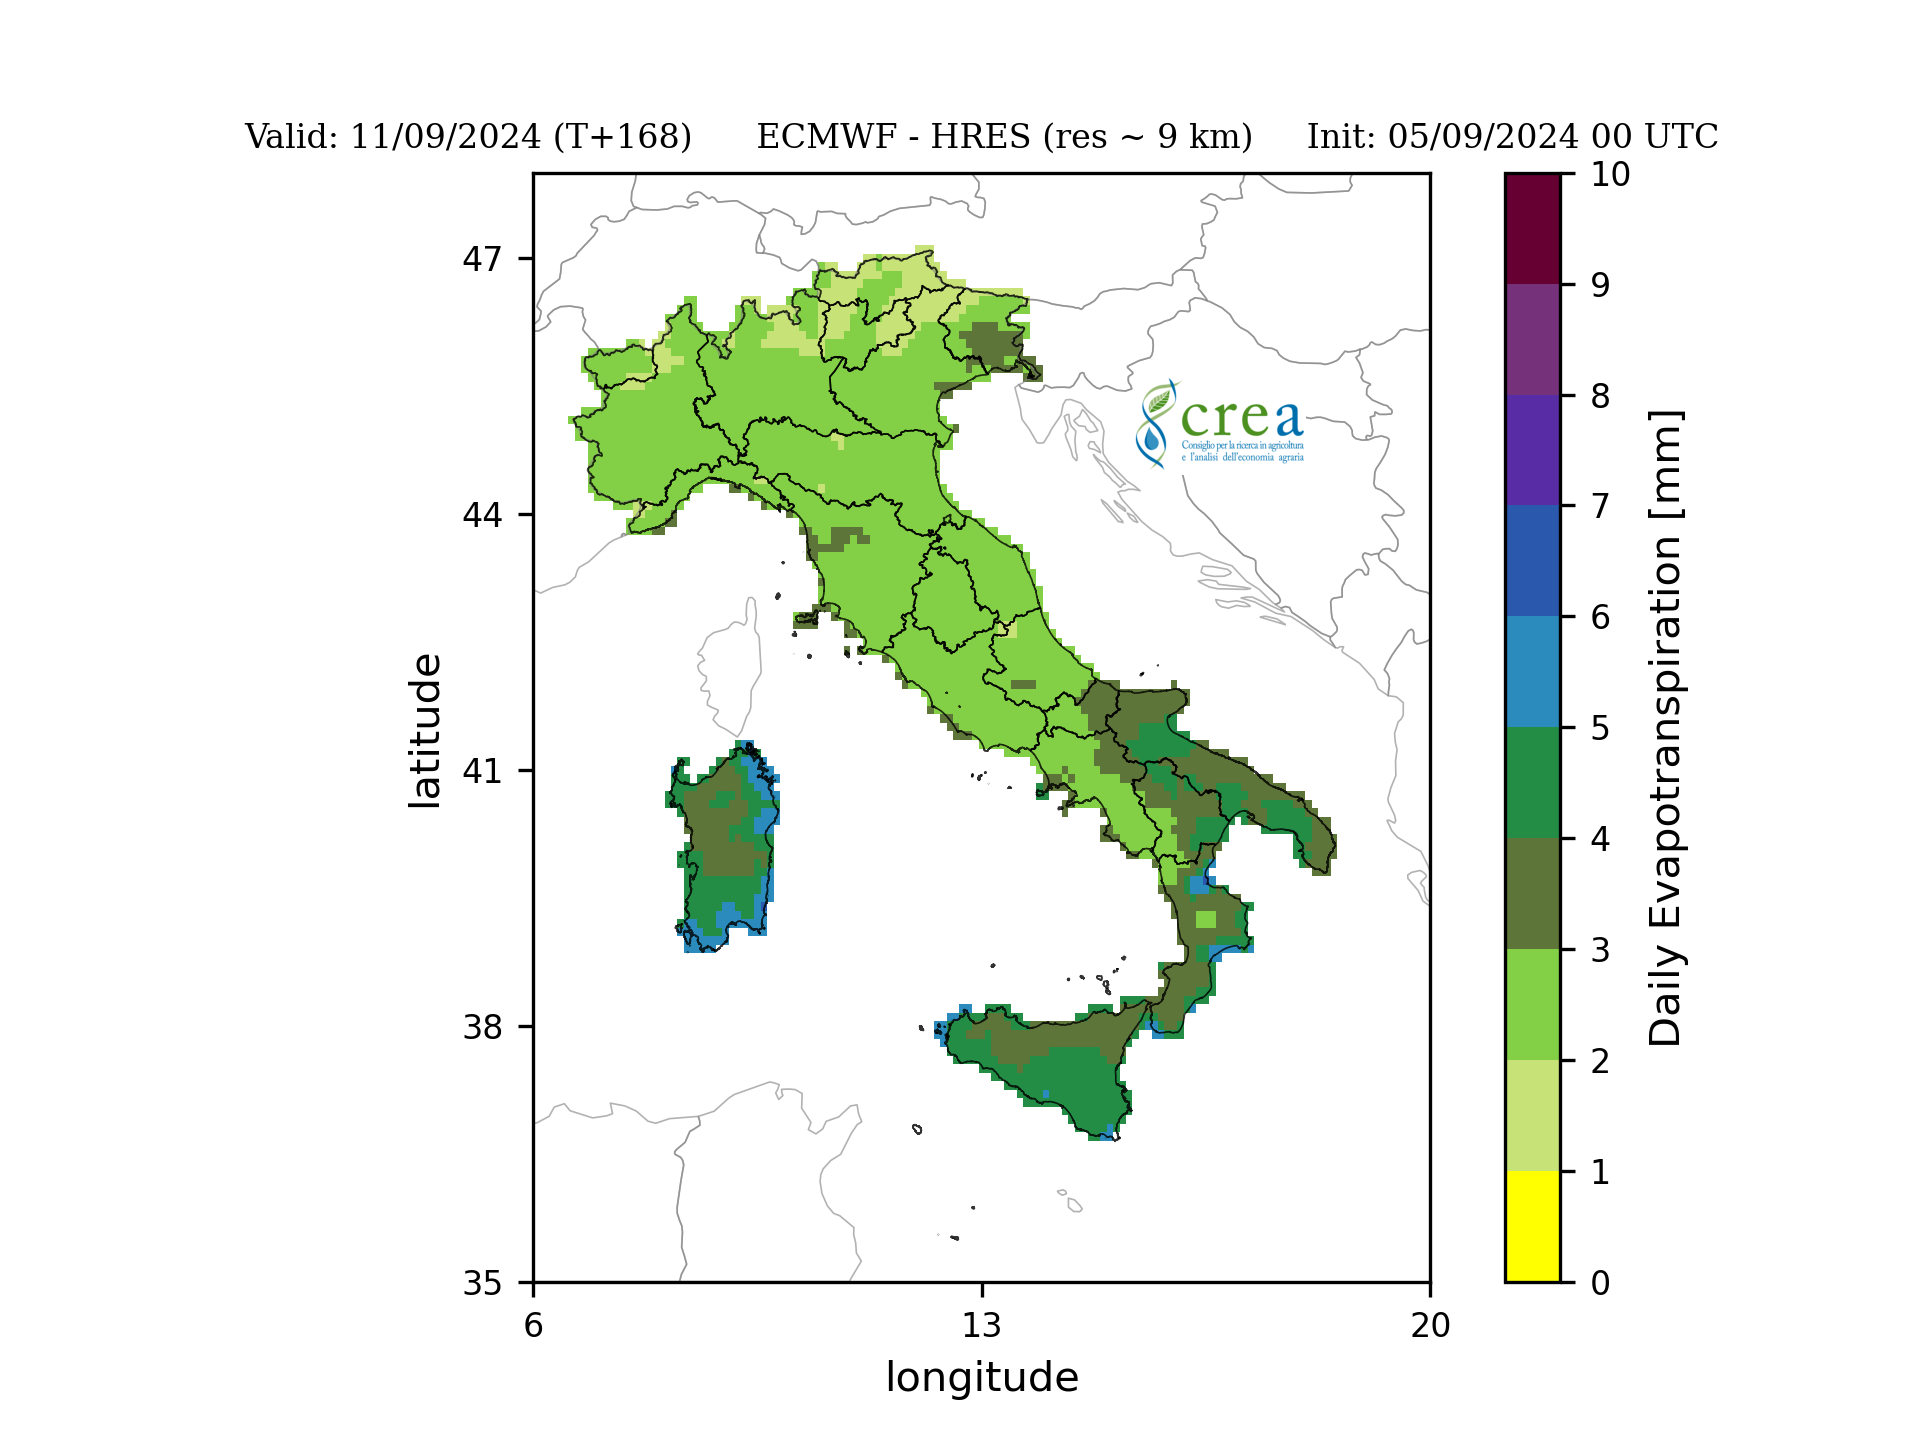 Valid: 11/09/2024 (T+168) ECMWF - HRES (res ~ 9 km) Init: 05/09/2024 00 UTC
47
44
41
38
35
latitude
6 13 20
longitude
crea
Consiglio per la ricerca in agricoltura
e l'analisi dell'economia agraria
10
9
8
7
6
5
4
3
2
1
0
Daily Evapotranspiration [mm]